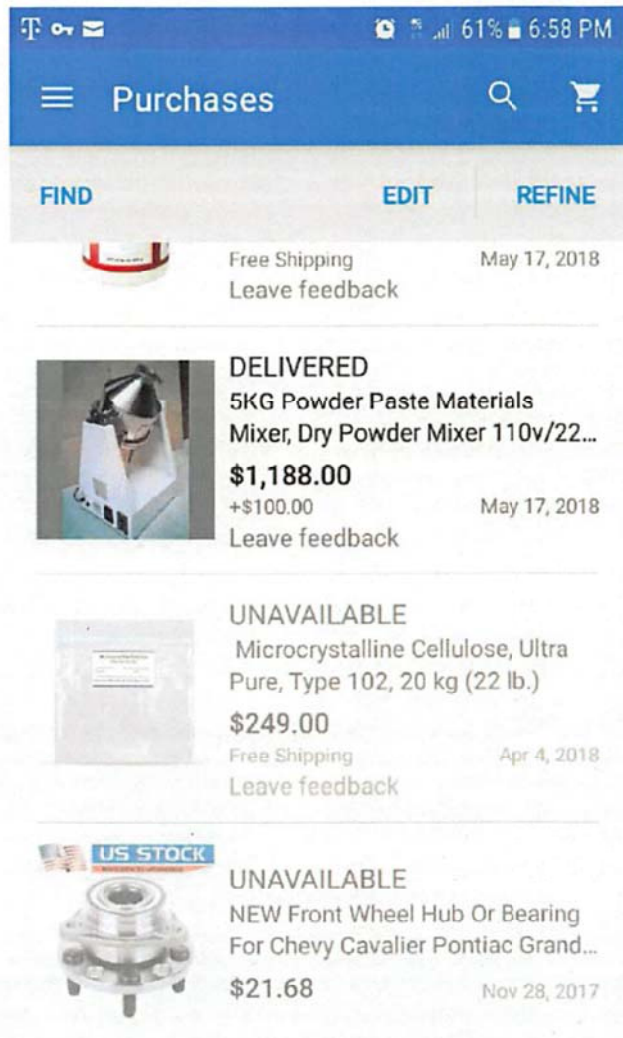 61% 6:58 PM
Purchases
FIND EDIT REFINE
Free Shipping May 17, 2018
Leave feedback
DELIVERED
5KG Powder Paste Materials
Mixer, Dry Powder Mixer 110v/22...
$1,188.00
+$100.00 May 17, 2018
Leave feedback
UNAVAILABLE
Microcrystalline Cellulose, Ultra
Pure, Type 102, 20 kg (22 lb.)
$249.00
Free Shipping Apr 4, 2018
Leave feedback
US STOCK
UNAVAILABLE
NEW Front Wheel Hub Or Bearing
For Chevy Cavalier Pontiac Grand...
$21.68 Nov 28, 2017